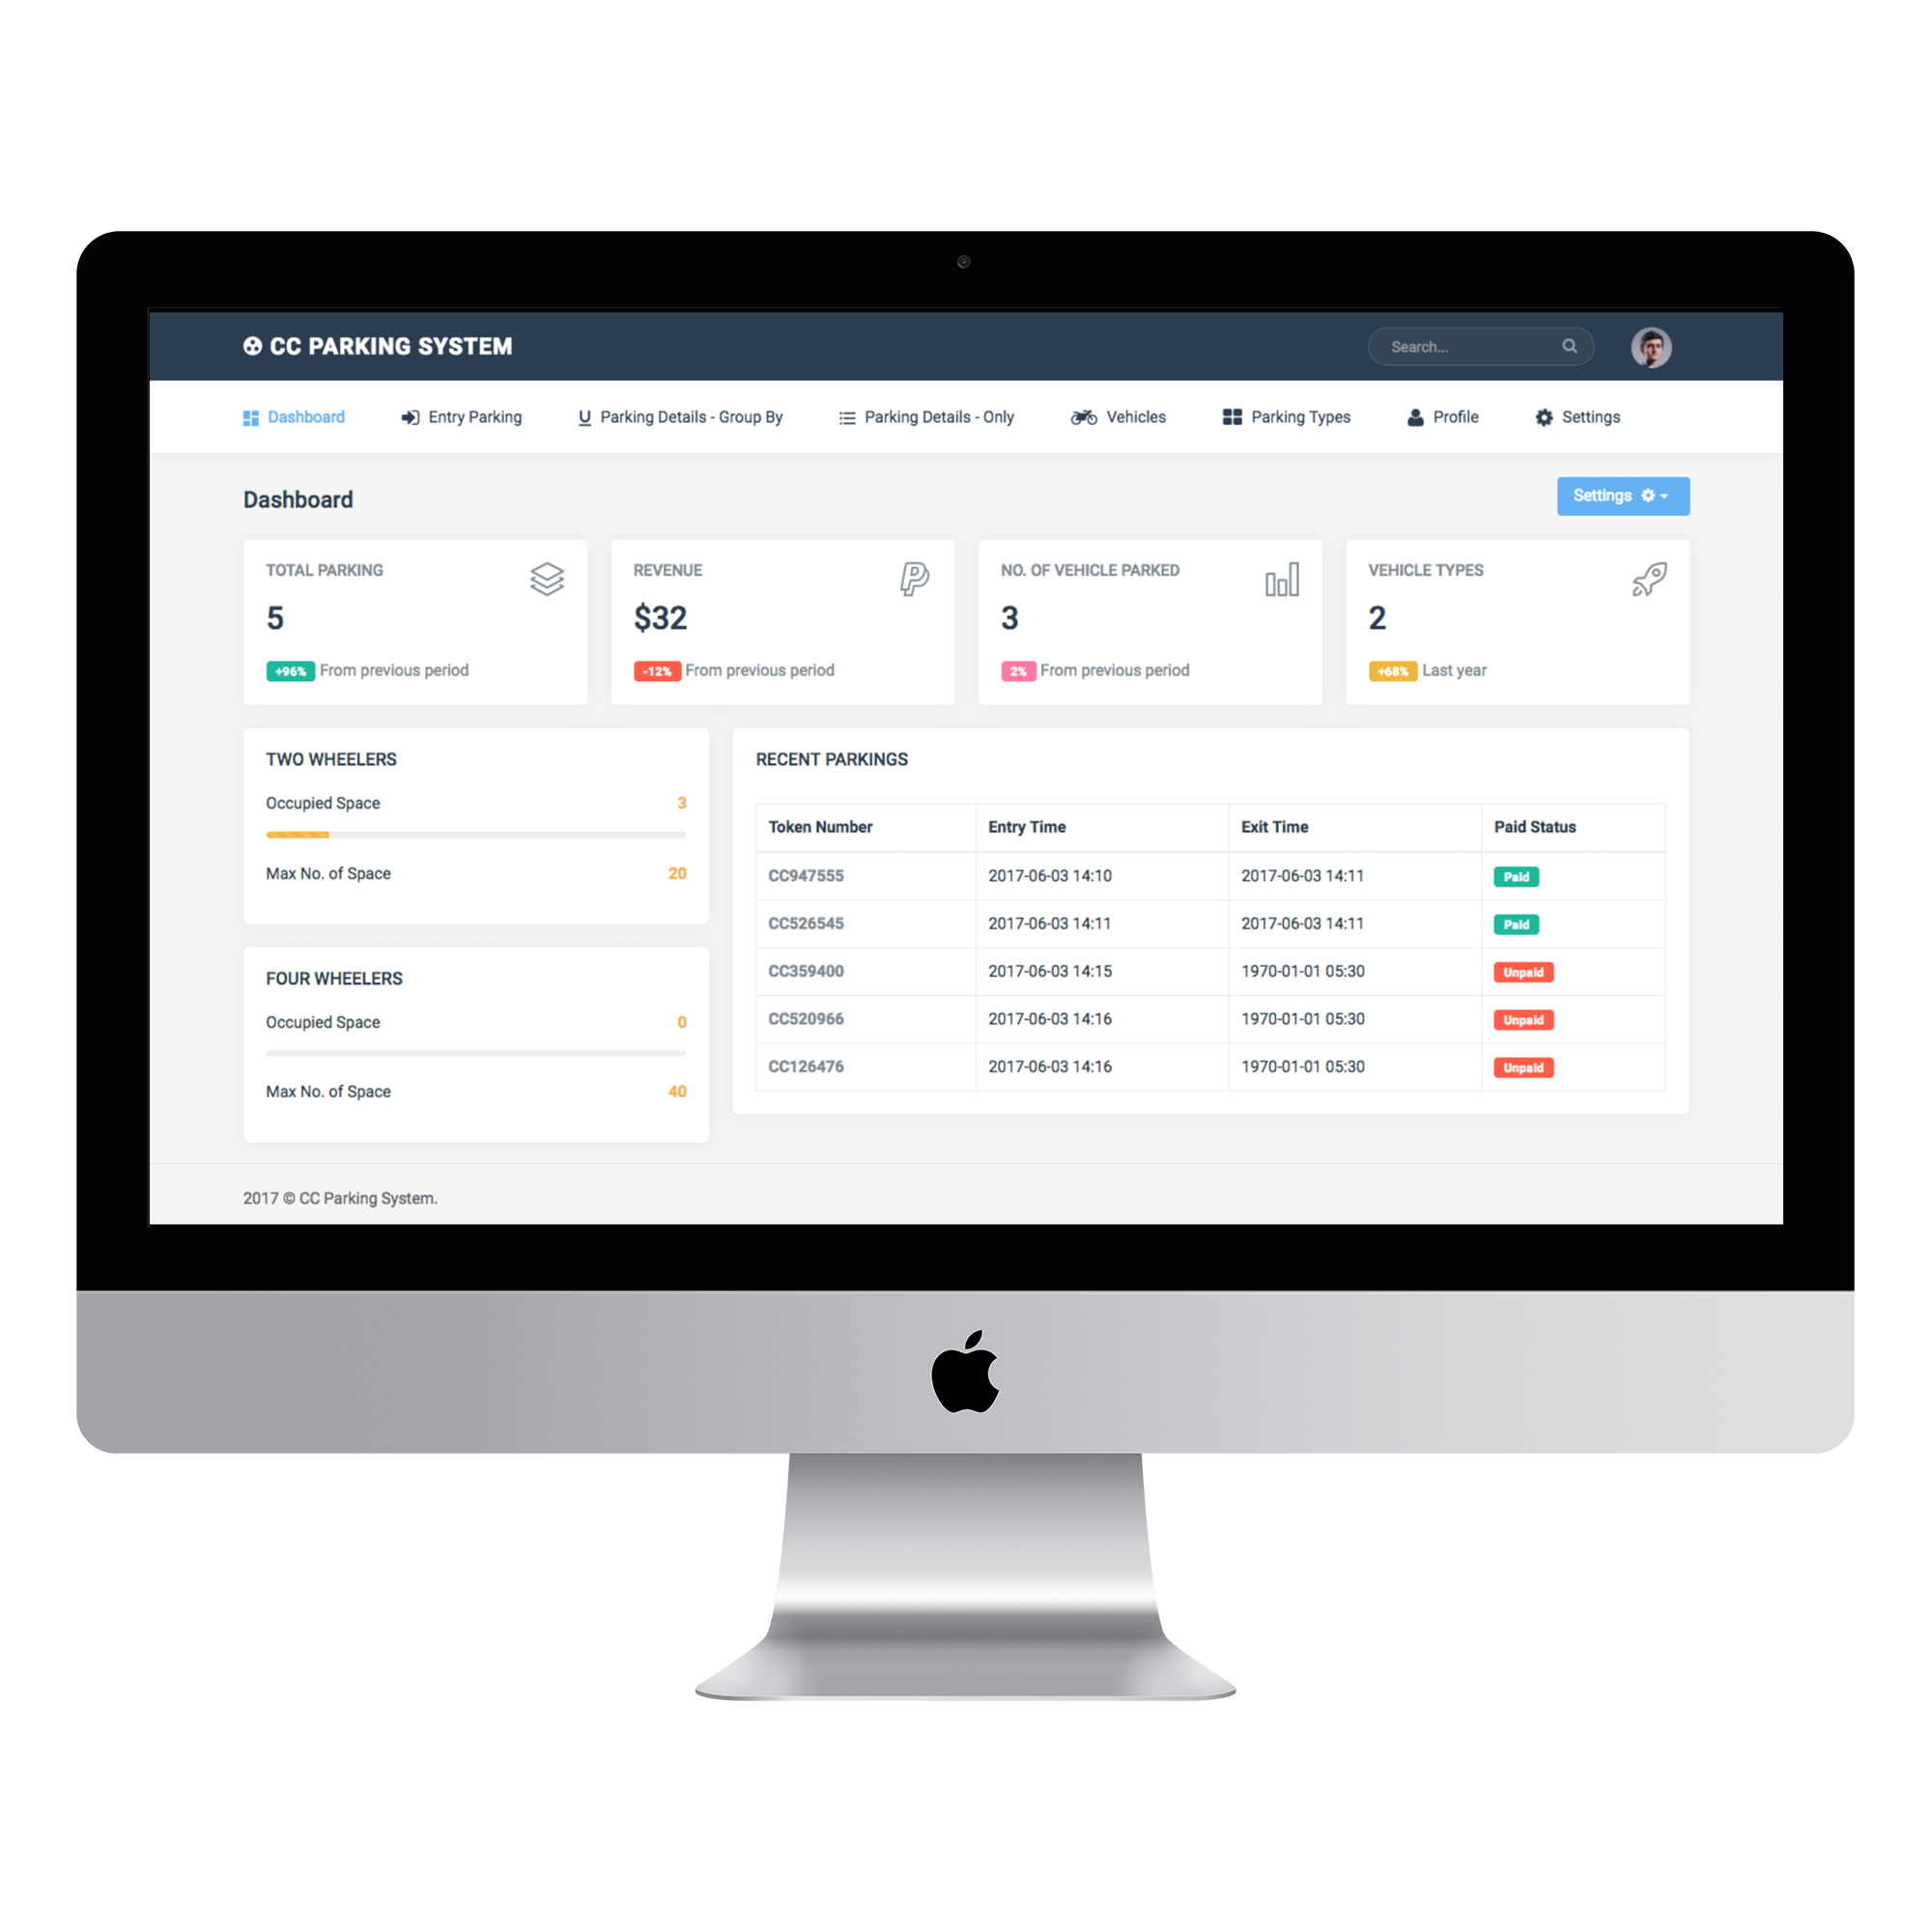 CC PARKING SYSTEM
Search...
Dashboard Entry Parking Parking Details - Group By Parking Details - Only Vehicles Parking Types Profile Settings
Dashboard
Settings
TOTAL PARKING
5
+96% From previous period
REVENUE
$32
-12% From previous period
NO. OF VEHICLE PARKED
3
2% From previous period
VEHICLE TYPES
2
+68% Last year
TWO WHEELERS
Occupied Space 3
Max No. of Space 20
FOUR WHEELERS
Occupied Space 0
Max No. of Space 40
RECENT PARKINGS
Token Number Entry Time Exit Time Paid Status
CC947555 2017-06-03 14:10 2017-06-03 14:11 Paid
CC526545 2017-06-03 14:11 2017-06-03 14:11 Paid
CC359400 2017-06-03 14:15 1970-01-01 05:30 Unpaid
CC520966 2017-06-03 14:16 1970-01-01 05:30 Unpaid
CC126476 2017-06-03 14:16 1970-01-01 05:30 Unpaid
2017 © CC Parking System.